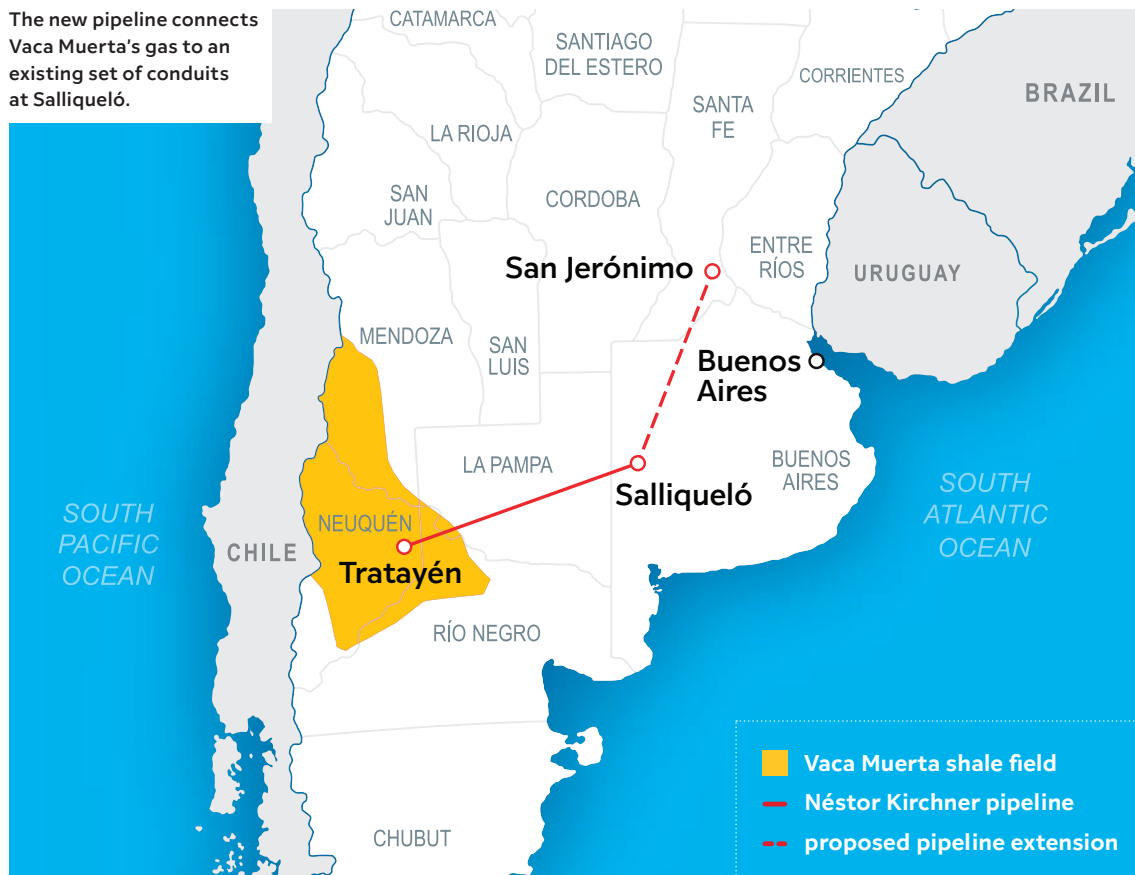 The new pipeline connects
Vaca Muerta’s gas to an
existing set of conduits
at Salliqueló.
CATAMARCA
SANTIAGO
DEL ESTERO
CORRIENTES
BRAZIL
SANTA
FE
LA RIOJA
SAN
JUAN
CORDOBA
ENTRE
RÍOS
URUGUAY
San Jerónimo
MENDOZA
SAN
LUIS
Buenos
Aires
LA PAMPA
BUENOS
AIRES
Salliqueló
SOUTH
PACIFIC
OCEAN
SOUTH
ATLANTIC
OCEAN
NEUQUÉN
CHILE
Tratayén
RÍO NEGRO
CHUBUT
Vaca Muerta shale field
Néstor Kirchner pipeline
proposed pipeline extension